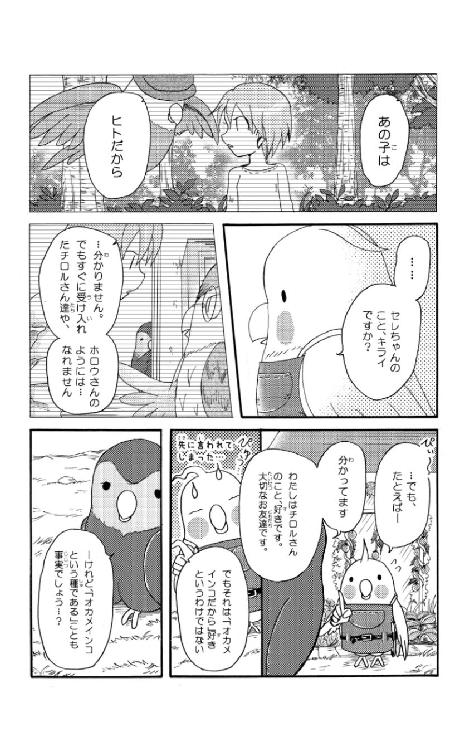 あの子は
ヒトだから
……
セレちゃんの
こと、キライ
ですか？
…分かりません。
でもすぐに受け入れ
たチロルさん達や、
ホロウさんの
ようには…
なれません
ぴぃ…
…でも、
たとえばー
分かってます
わたしはチロルさん
のこと、「好き」です。
大切なお友達です。
ぴゅう
先に言われて
しまった…
でもそれは「オカメ
インコだから」好き
というわけではない
ーけれど「オカメインコ
という種である」ことも
事実でしょう！？